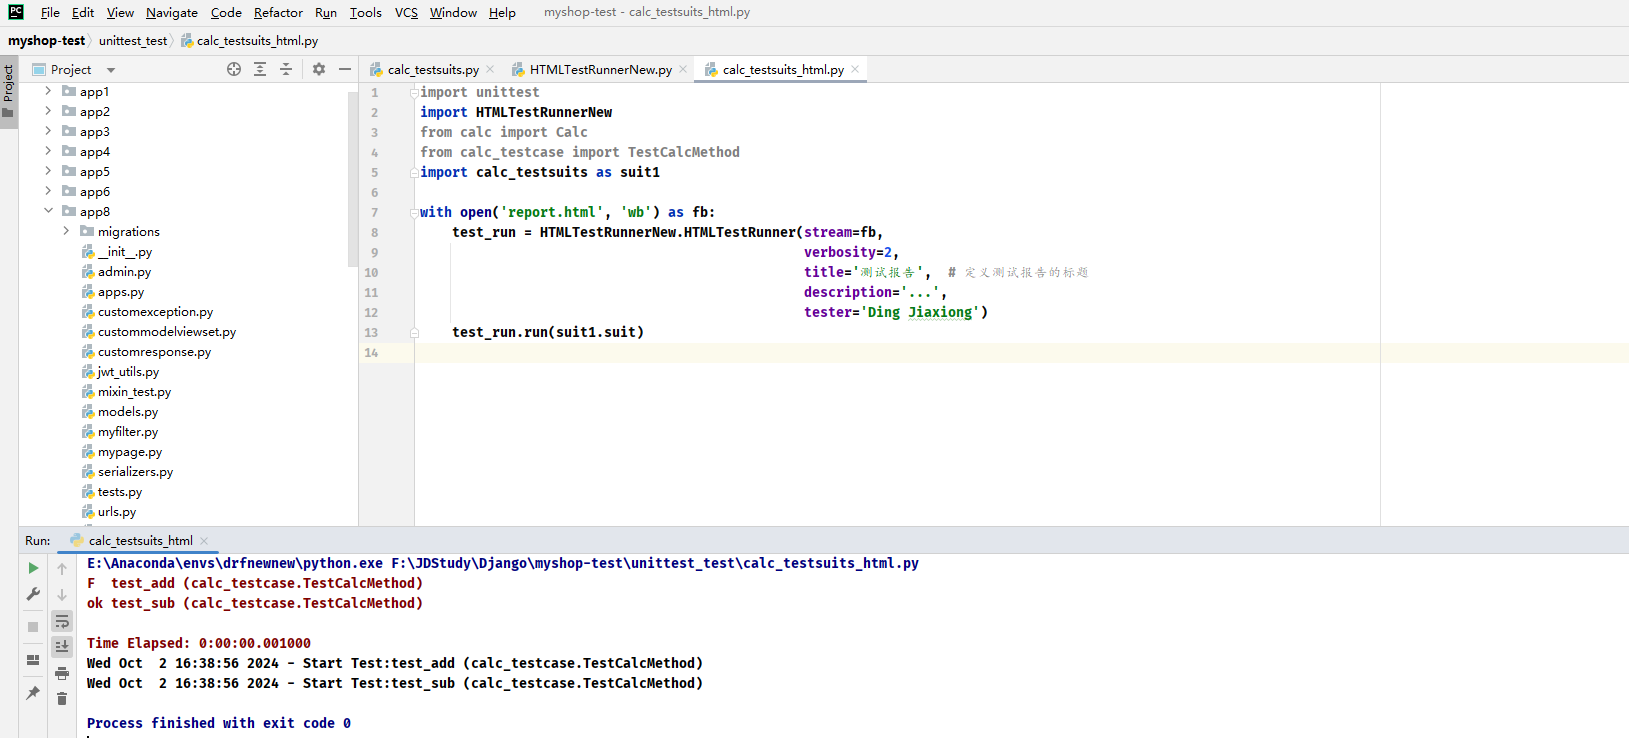 PC File Edit View Navigate Code Refactor Run Tools VCS Window Help myshop-test - calc_testsuits_html.py
myshop-test unittest_test calc_testsuits_html.py
Project
Project
app1
app2
app3
app4
app5
app6
app8
migrations
__init__.py
admin.py
apps.py
customexception.py
custommodelviewset.py
customresponse.py
jwt_utils.py
mixin_test.py
models.py
myfilter.py
mypage.py
serializers.py
tests.py
urls.py
calc_testsuits.py HTMLTestRunnerNew.py calc_testsuits_html.py
1 import unittest
2 import HTMLTestRunnerNew
3 from calc import Calc
4 from calc_testcase import TestCalcMethod
5 import calc_testsuits as suit1
6
7 with open('report.html', 'wb') as fb:
8 test_run = HTMLTestRunnerNew.HTMLTestRunner(stream=fb,
9 verbosity=2,
10 title='测试报告', # 定义测试报告的标题
11 description='...',
12 tester='Ding Jiaxiong')
13 test_run.run(suit1.suit)
14
Run: calc_testsuits_html
E:\Anaconda\envs\drfnewnew\python.exe F:\JDStudy\Django\myshop-test\unittest_test\calc_testsuits_html.py
F  test_add (calc_testcase.TestCalcMethod)
ok test_sub (calc_testcase.TestCalcMethod)
Time Elapsed: 0:00:00.001000
Wed Oct  2 16:38:56 2024 - Start Test:test_add (calc_testcase.TestCalcMethod)
Wed Oct  2 16:38:56 2024 - Start Test:test_sub (calc_testcase.TestCalcMethod)
Process finished with exit code 0